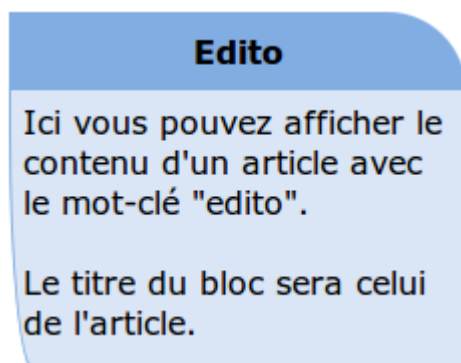 Edito
Ici vous pouvez afficher le
contenu d'un article avec
le mot-clé "edito".
Le titre du bloc sera celui
de l'article.